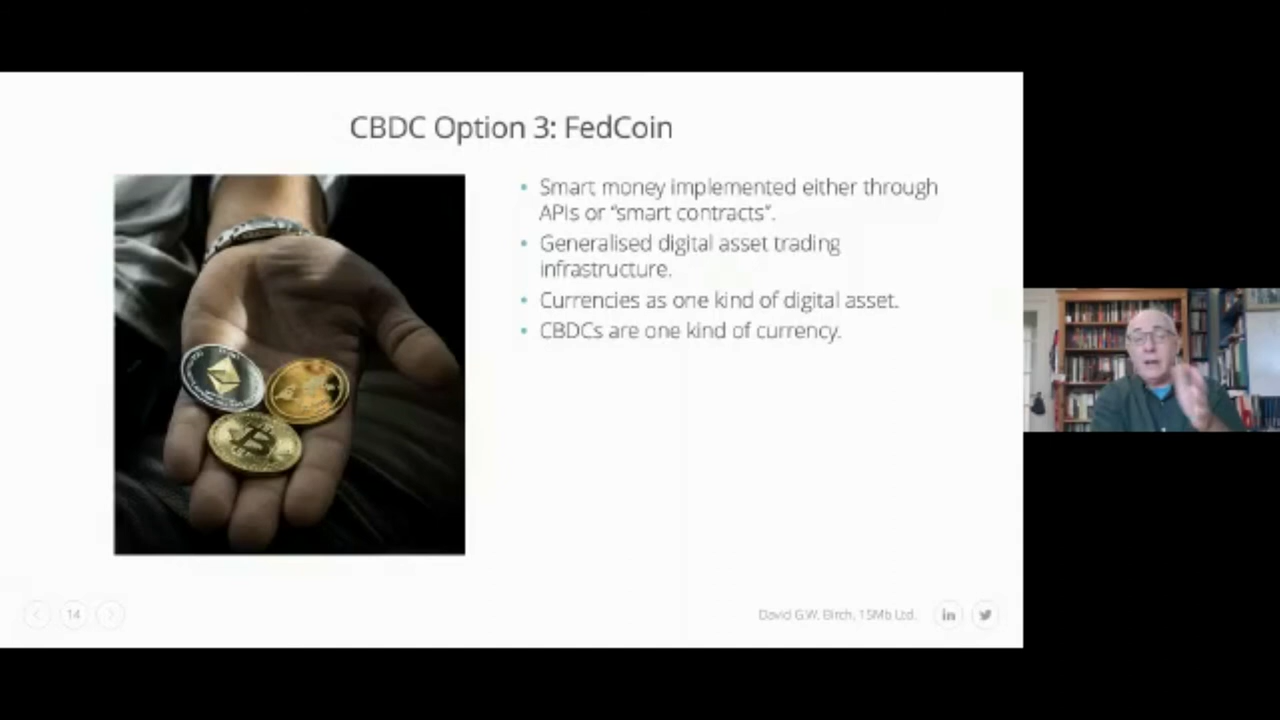 CBDC Option 3: FedCoin
• Smart money implemented either through
APIs or “smart contracts”.
• Generalised digital asset trading
infrastructure.
• Currencies as one kind of digital asset.
• CBDCs are one kind of currency.
14
David G.W. Birch, 15Mb Ltd.
in